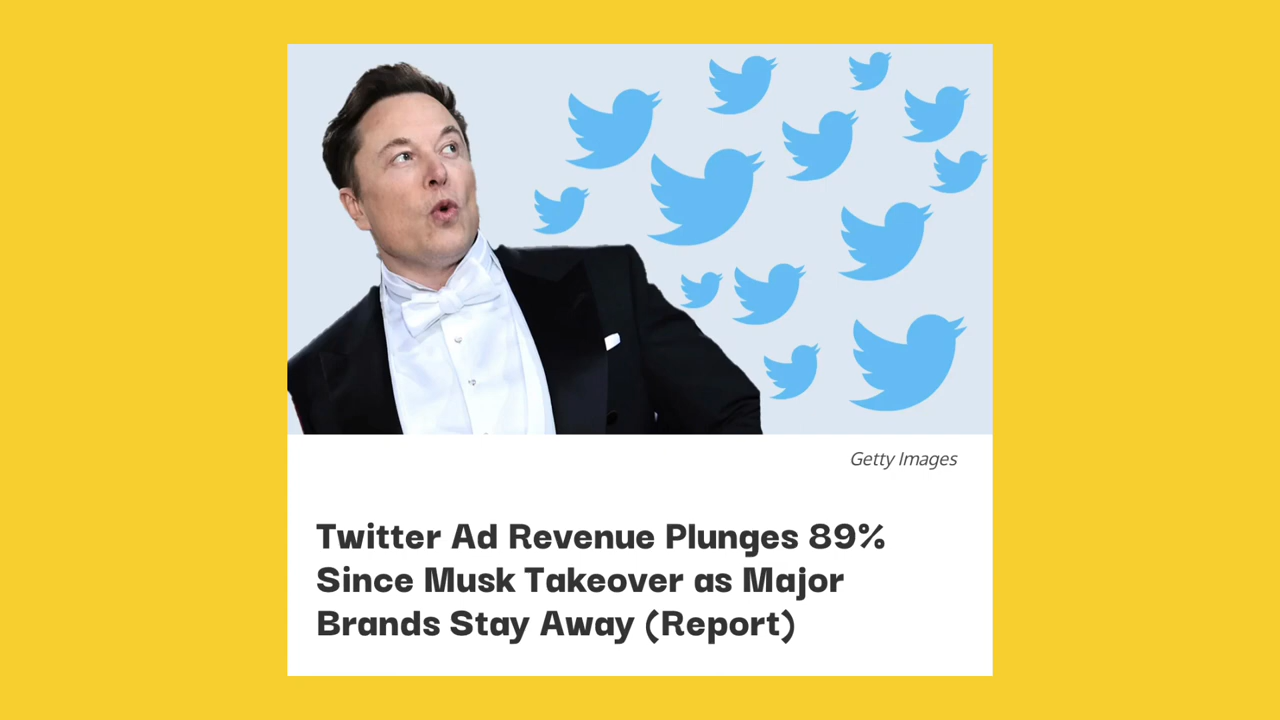 Getty Images
Twitter Ad Revenue Plunges 89%
Since Musk Takeover as Major
Brands Stay Away (Report)